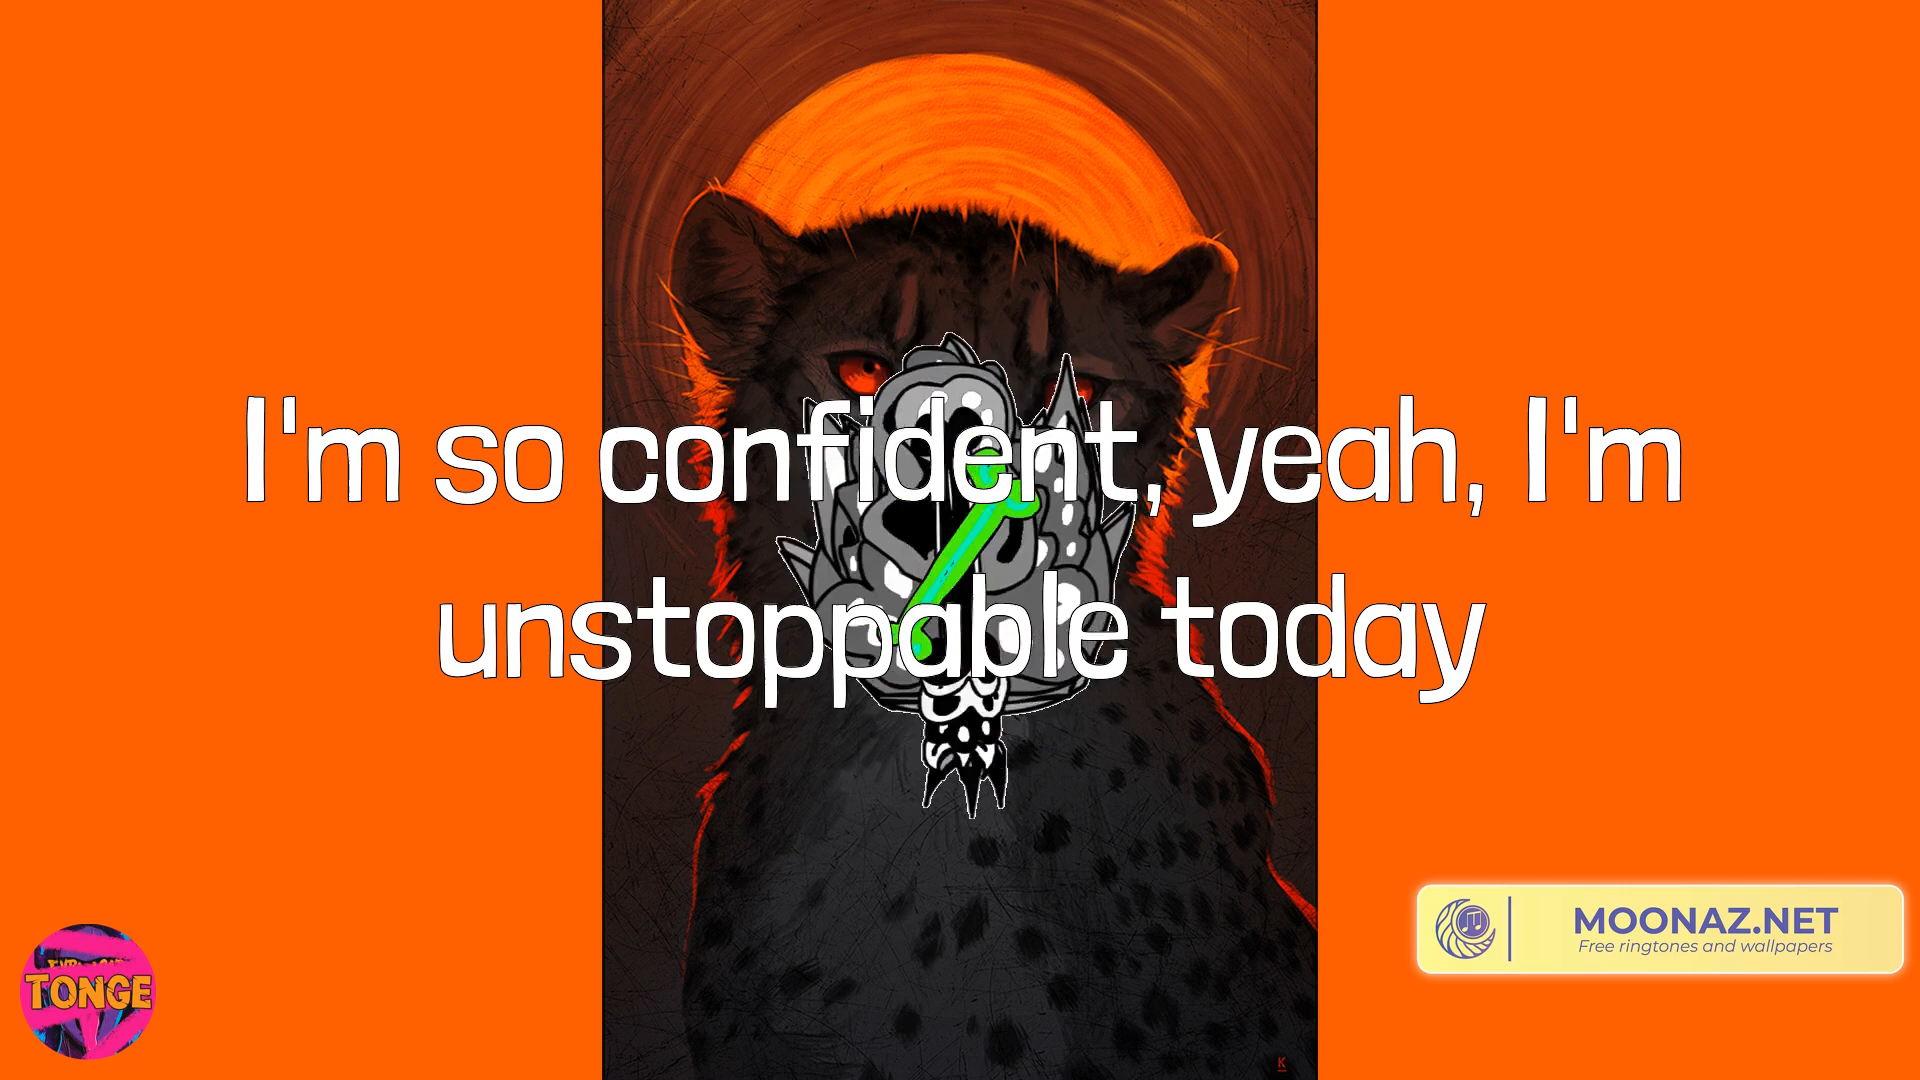 I'm so confident, yeah, I'm
unstoppable today
TONGE
MOONAZ.NET
Free ringtones and wallpapers
K